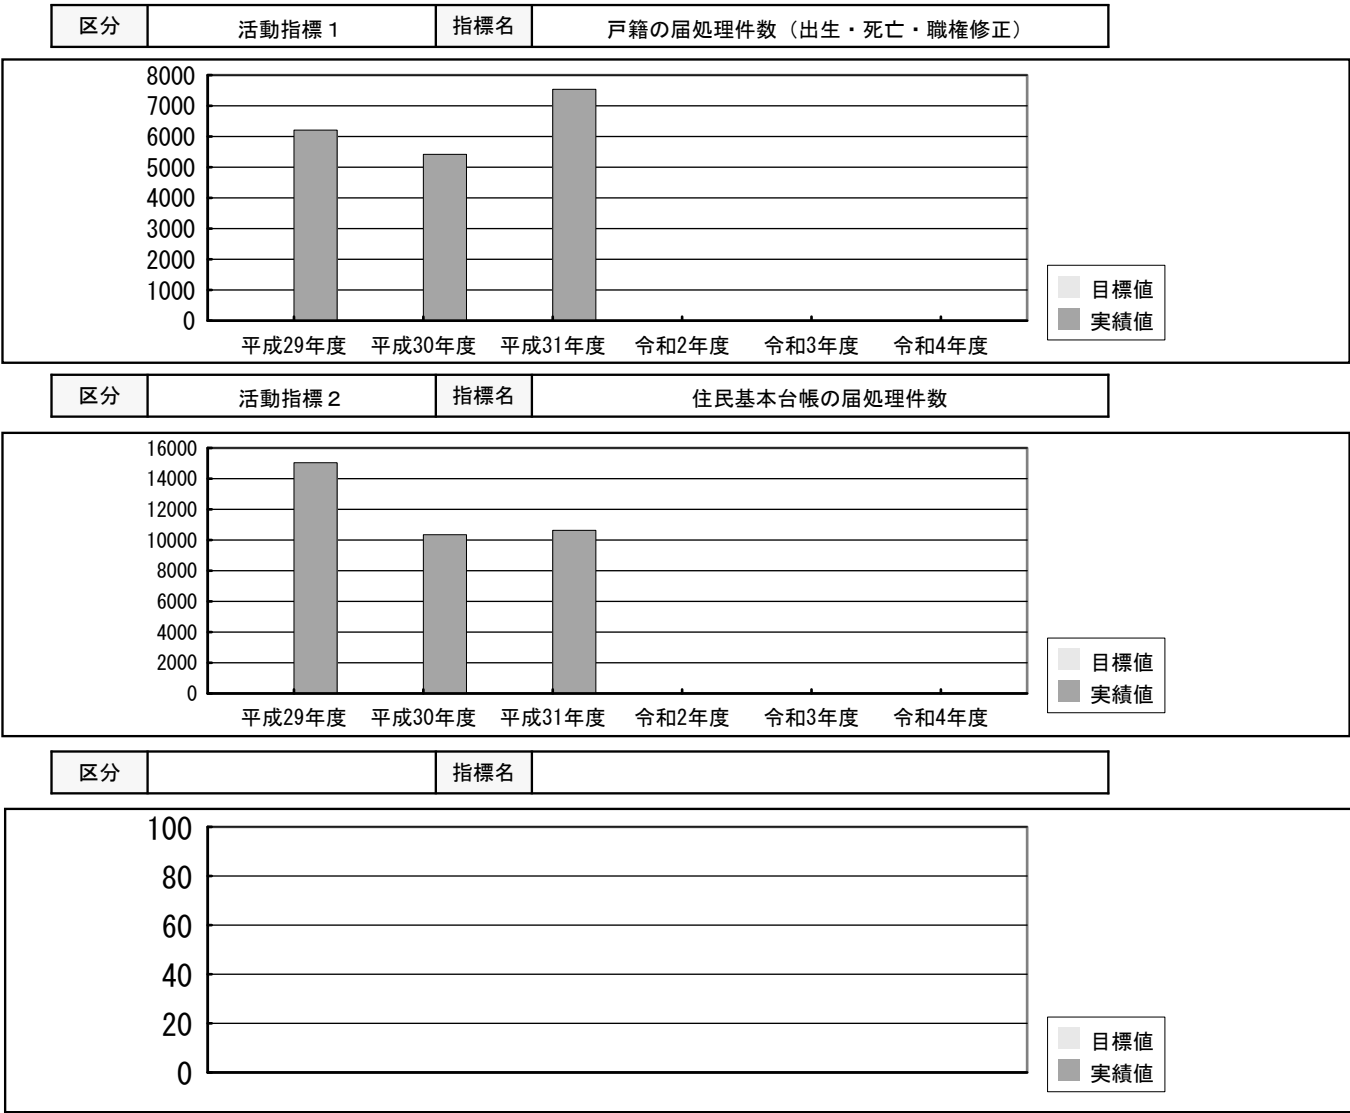 区分 活動指標１ 指標名 戸籍の届処理件数（出生・死亡・職権修正）
8000
7000
6000
5000
4000
3000
2000
1000
0
平成29年度 平成30年度 平成31年度 令和2年度 令和3年度 令和4年度
目標値
実績値
区分 活動指標２ 指標名 住民基本台帳の届処理件数
16000
14000
12000
10000
8000
6000
4000
2000
0
平成29年度 平成30年度 平成31年度 令和2年度 令和3年度 令和4年度
目標値
実績値
区分 指標名
100
80
60
40
20
0
目標値
実績値